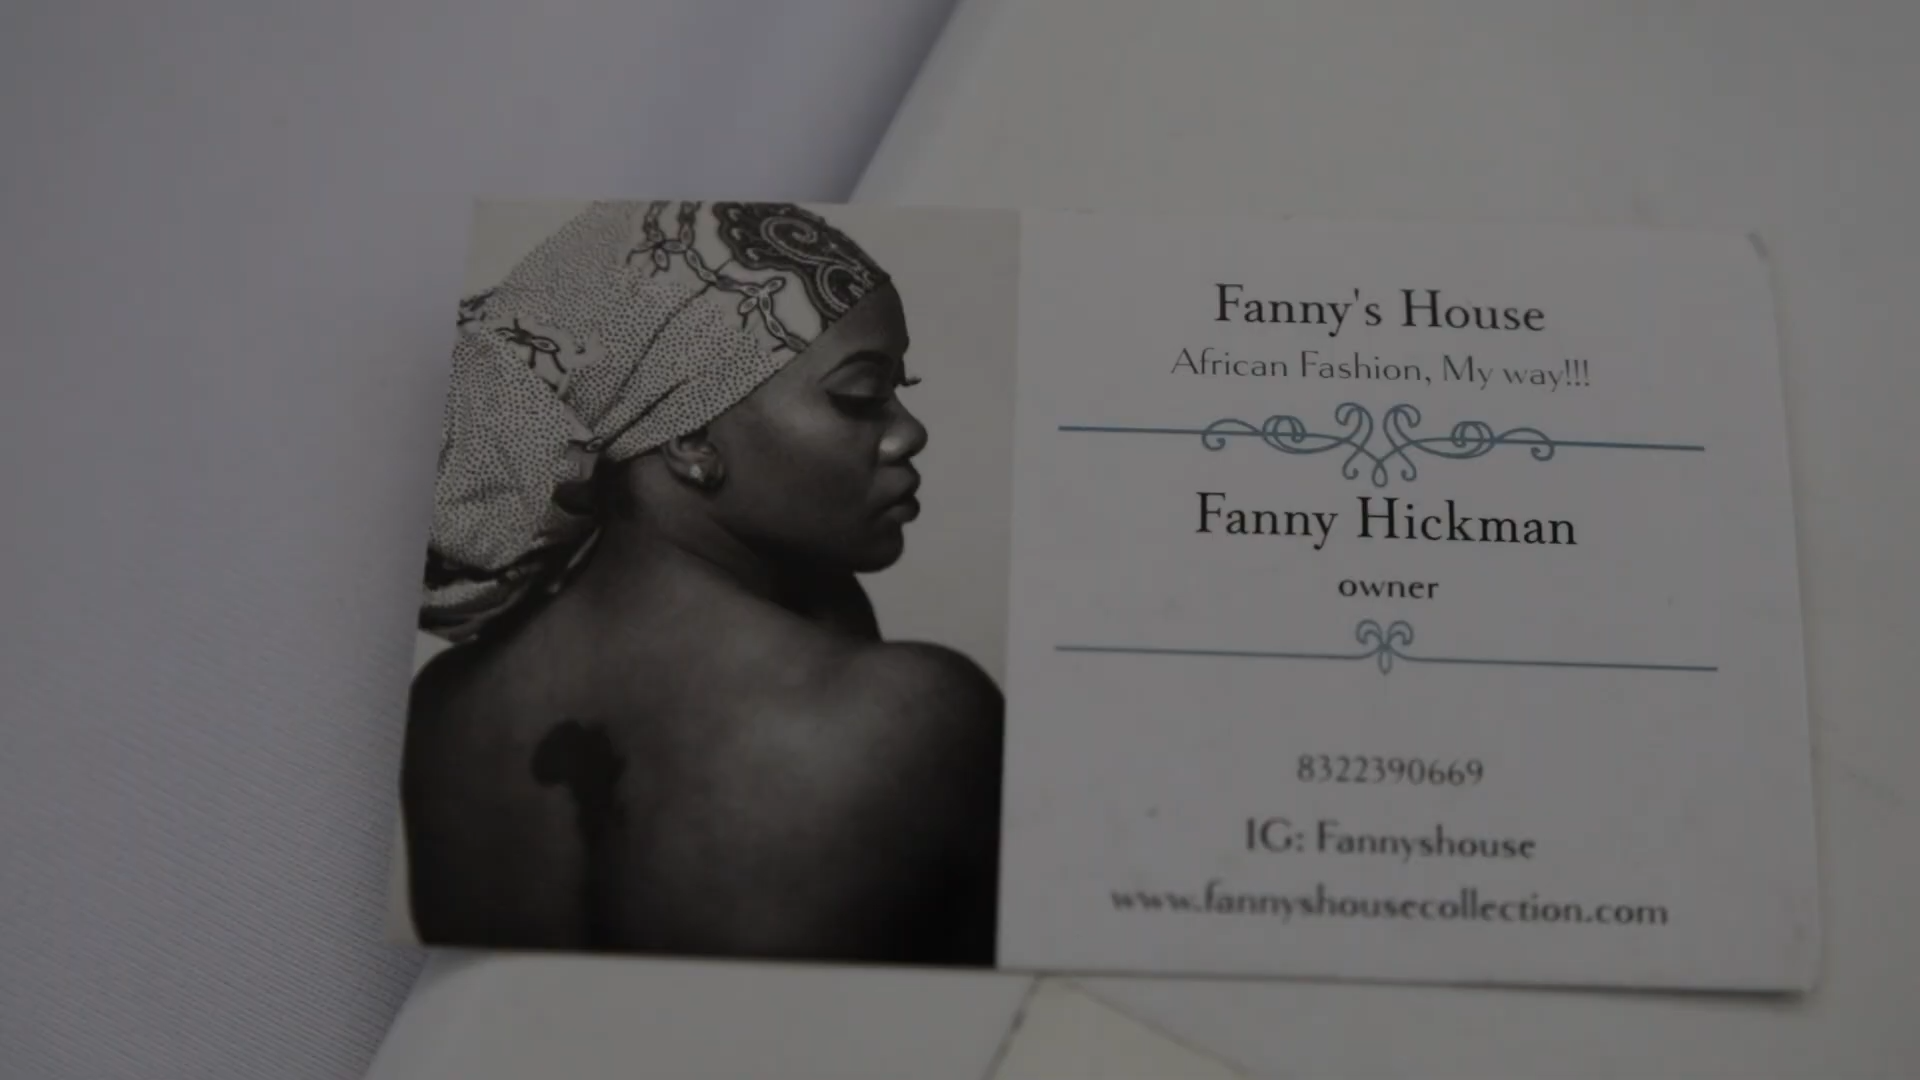 Fanny's House
African Fashion, My way!!!
Fanny Hickman
owner
8322390669
IG: Fannyshouse
www.fannyshousecollection.com